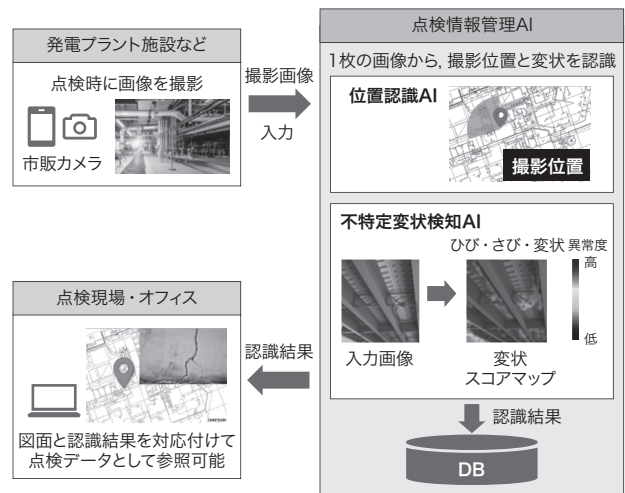 発電プラント施設など
点検時に画像を撮影
市販カメラ
撮影画像
入力
点検情報管理AI
1枚の画像から, 撮影位置と変状を認識
位置認識AI
撮影位置
不特定変状検知AI
ひび・さび・変状 異常度
高
低
入力画像
変状
スコアマップ
認識結果
DB
認識結果
点検現場・オフィス
図面と認識結果を対応付けて
点検データとして参照可能